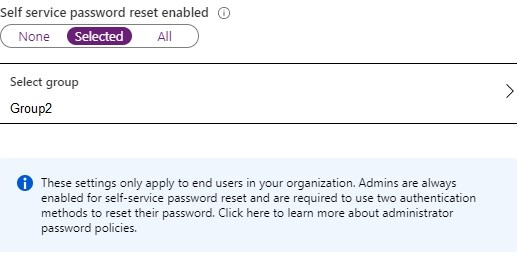 Self service password reset enabled
None Selected All
Select group
Group2
These settings only apply to end users in your organization. Admins are always
enabled for self-service password reset and are required to use two authentication
methods to reset their password. Click here to learn more about administrator
password policies.